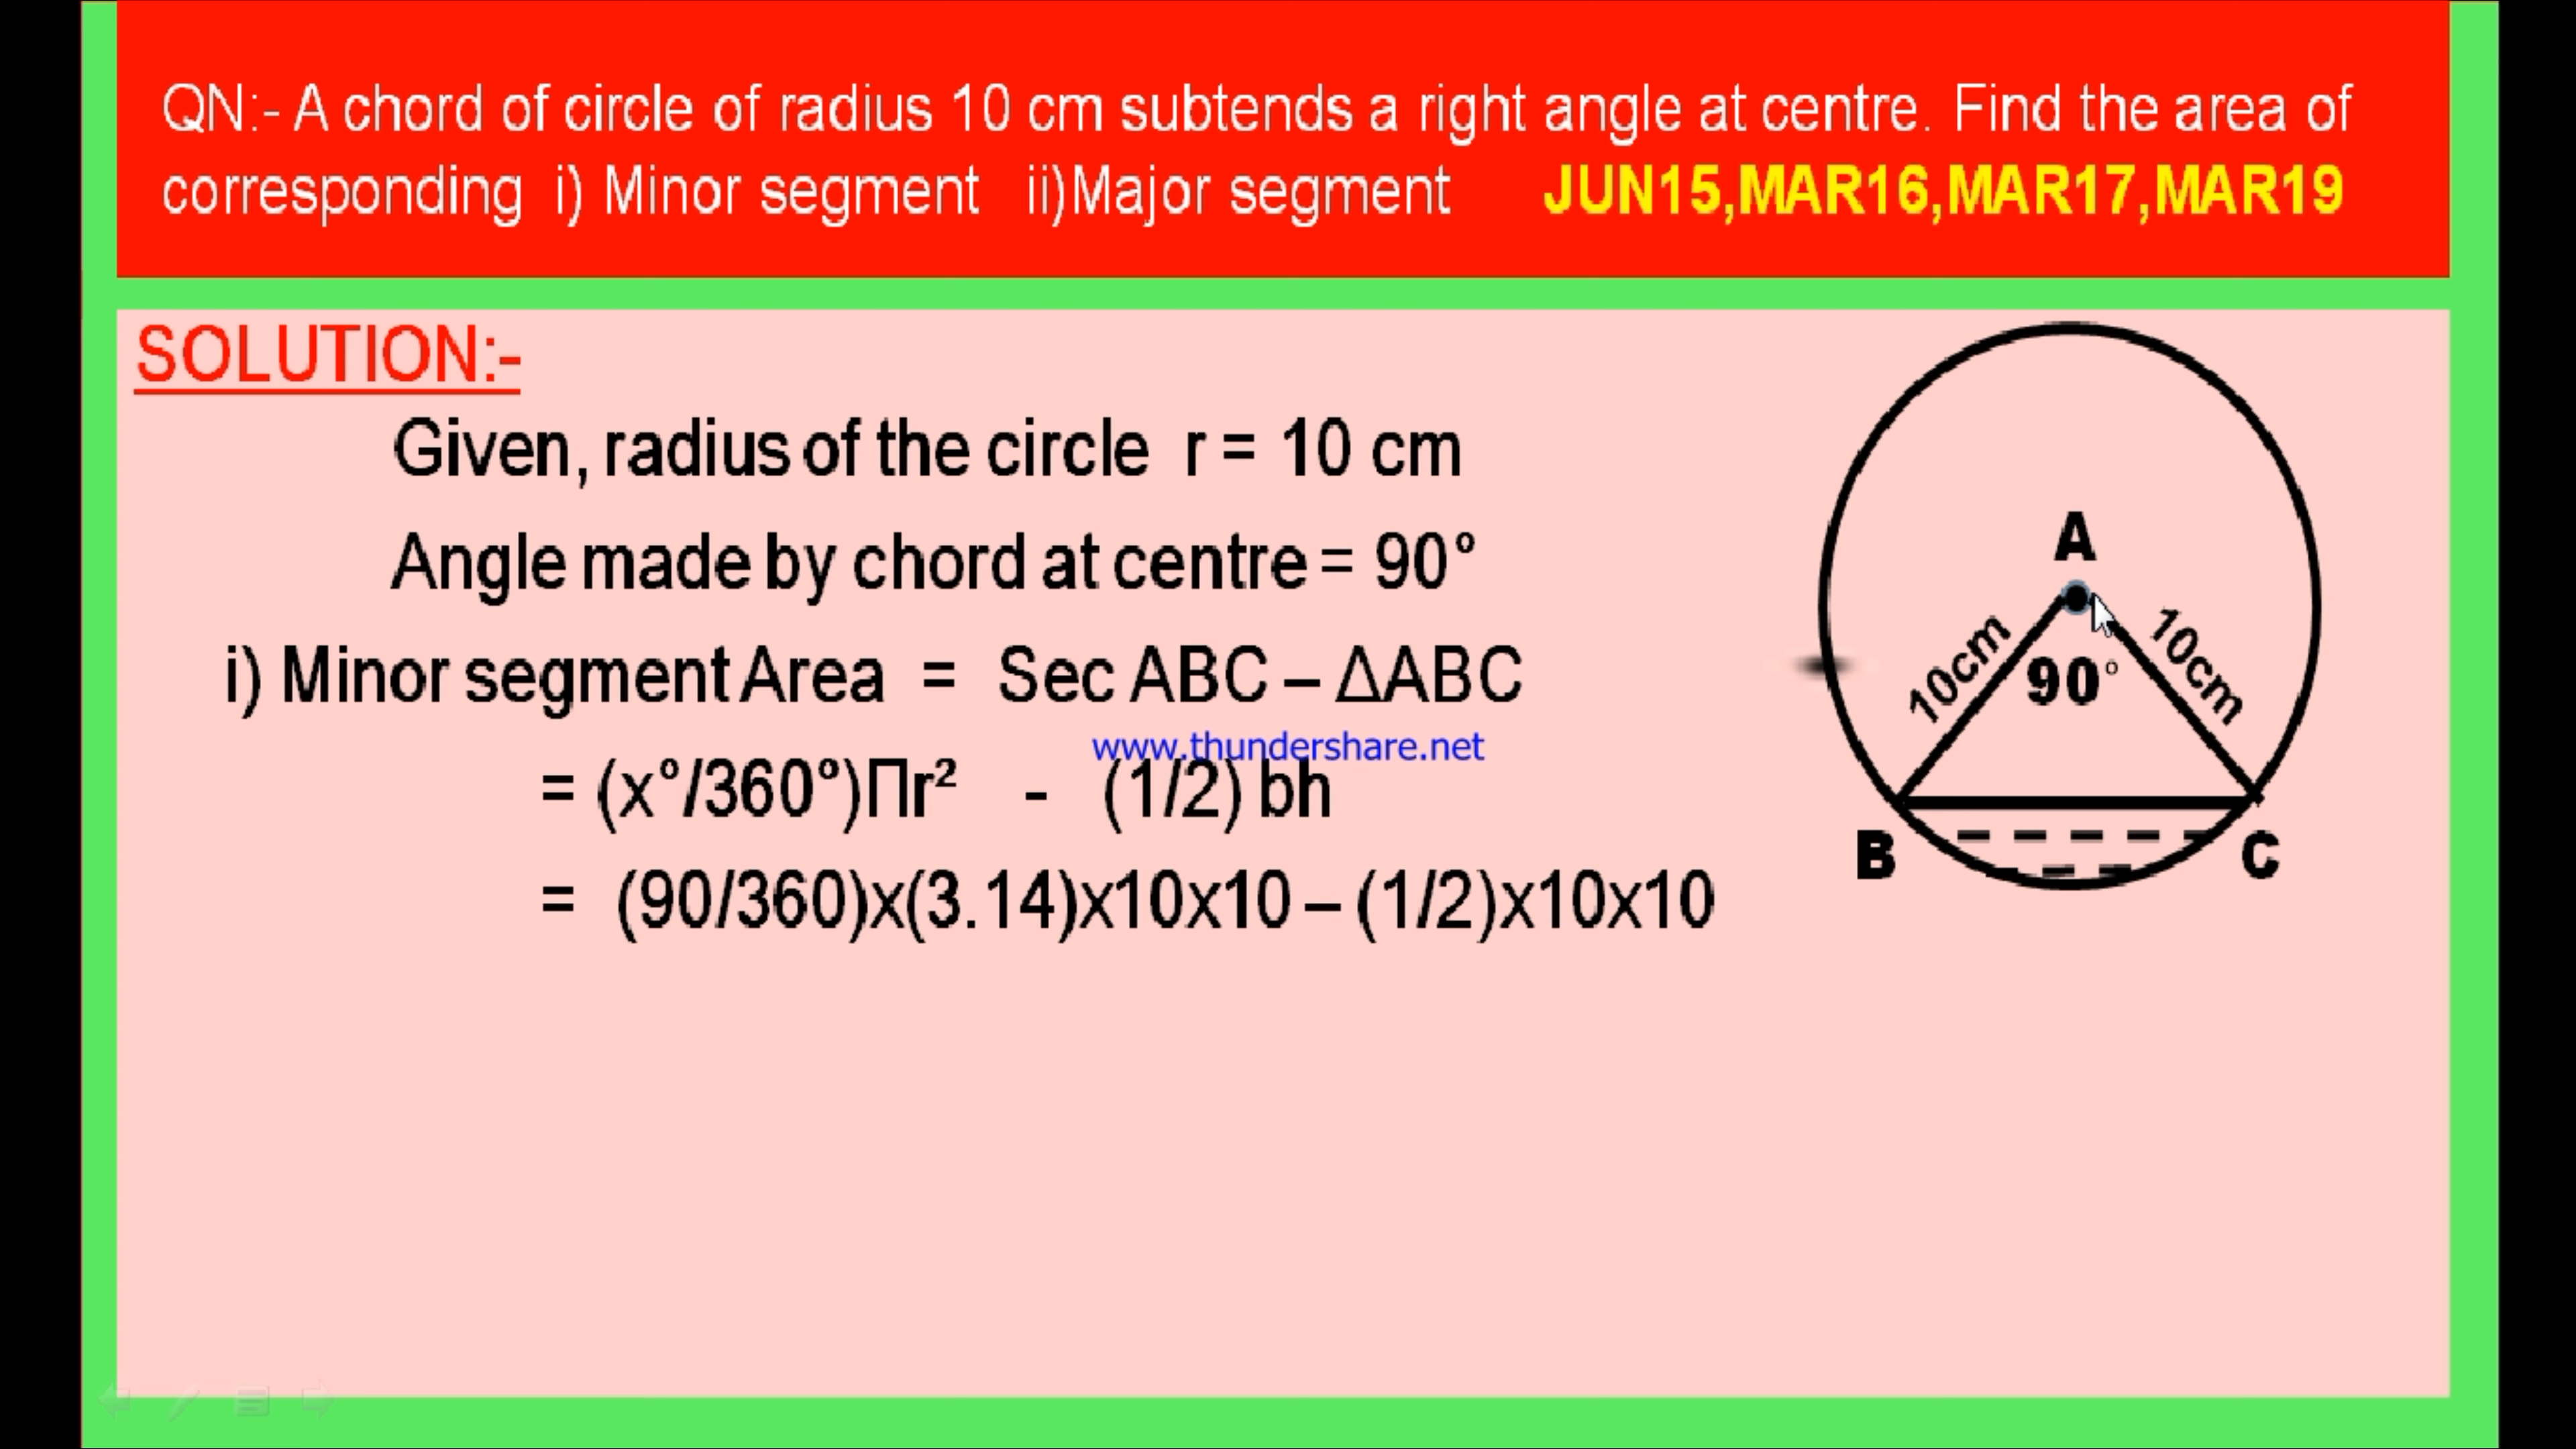 QN:- A chord of circle of radius 10 cm subtends a right angle at centre. Find the area of
corresponding i) Minor segment ii)Major segment JUN15,MAR16,MAR17,MAR19
SOLUTION:-
Given, radius of the circle r = 10 cm
Angle made by chord at centre = 90°
i) Minor segment Area = Sec ABC – ΔABC
www.thundershare.net
= (x°/360°)Πr² - (1/2) bh
= (90/360)x(3.14)x10x10 – (1/2)x10x10
A
10cm
90°
10cm
B
C